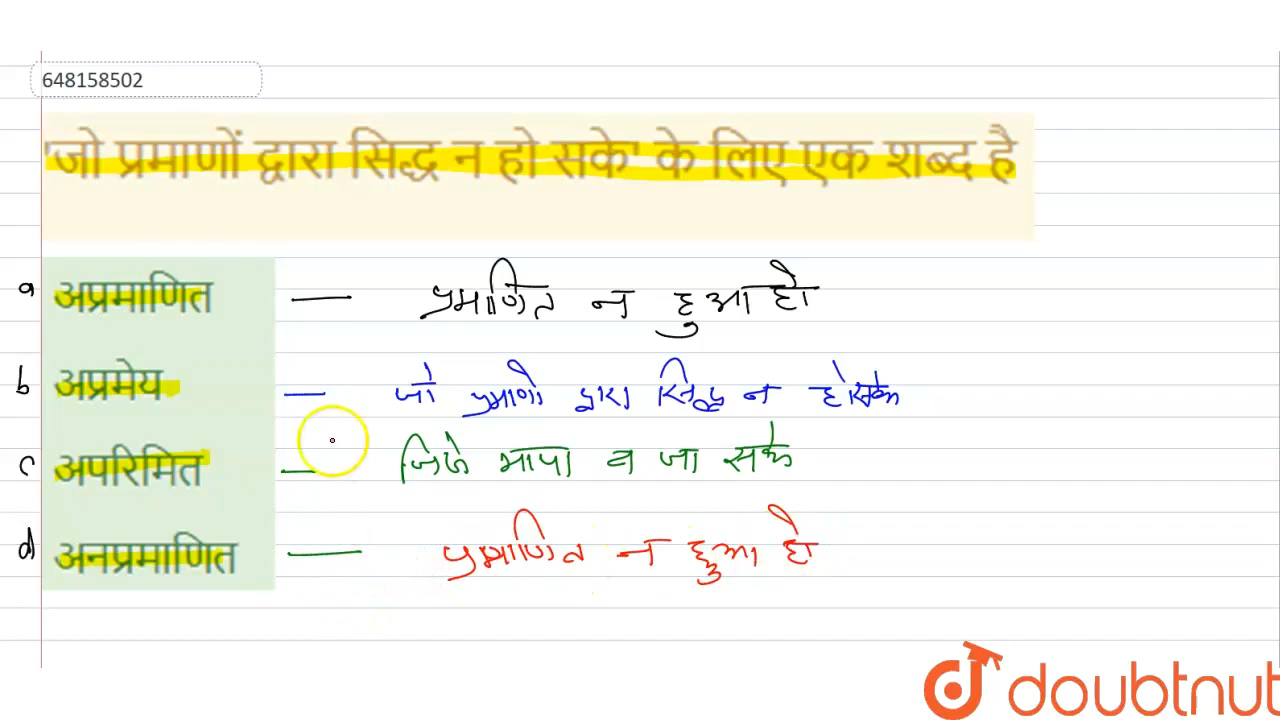 648158502
'जो प्रमाणों द्वारा सिद्ध न हो सके' के लिए एक शब्द है
a अप्रमाणित — प्रमाणित न हुआ हो
b अप्रमेय — जो प्रमाणो द्वारा सिद्ध न हो सके
c अपरिमित — जिसे मापा न जा सके
d) अनप्रमाणित — प्रमाणित न हुआ हो
doubtnut